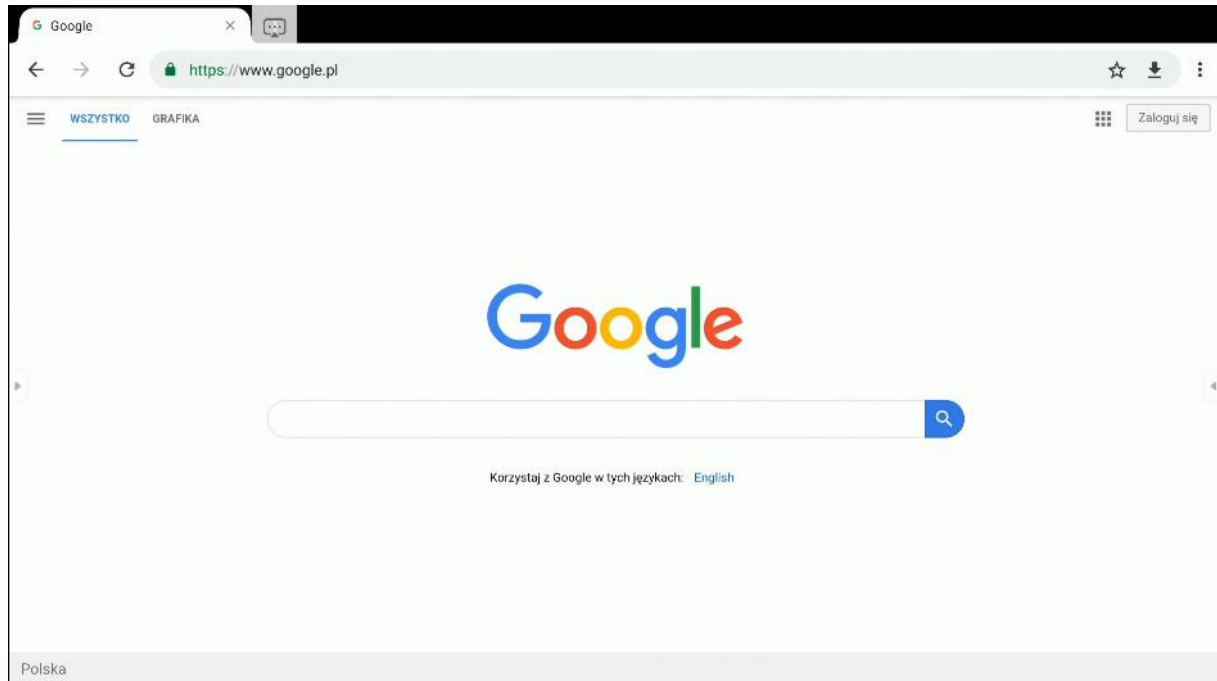 Google
https://www.google.pl
WSZYSTKO GRAFIKA
Zaloguj się
Google
Korzystaj z Google w tych językach: English
Polska